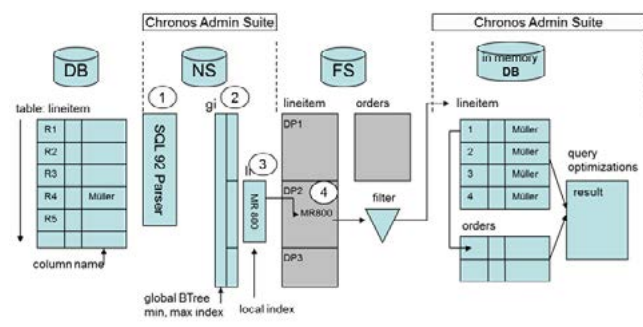 Chronos Admin Suite
Chronos Admin Suite
DB
NS
FS
in memory
DB
table: lineitem
1
gi
2
lineitem
orders
lineitem
R1
R2
R3
R4
Müller
R5
column name
SQL 92 Parser
3
li
MR 800
DP1
DP2
4
MR800
DP3
filter
1
Müller
2
Müller
3
Müller
4
Müller
query
optimizations
result
orders
global BTree
min, max index
local index